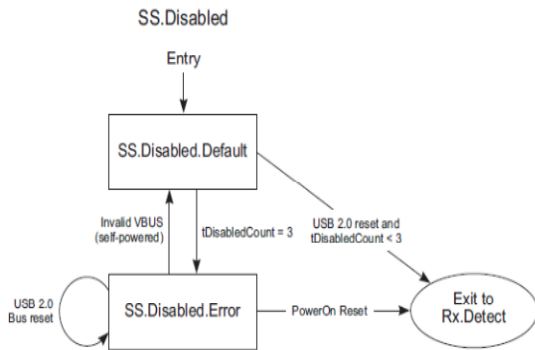 SS.Disabled
Entry
SS.Disabled.Default
Invalid VBUS
(self-powered)
tDisabledCount = 3
USB 2.0 reset and
tDisabledCount < 3
USB 2.0
Bus reset
SS.Disabled.Error
PowerOn Reset
Exit to
Rx.Detect